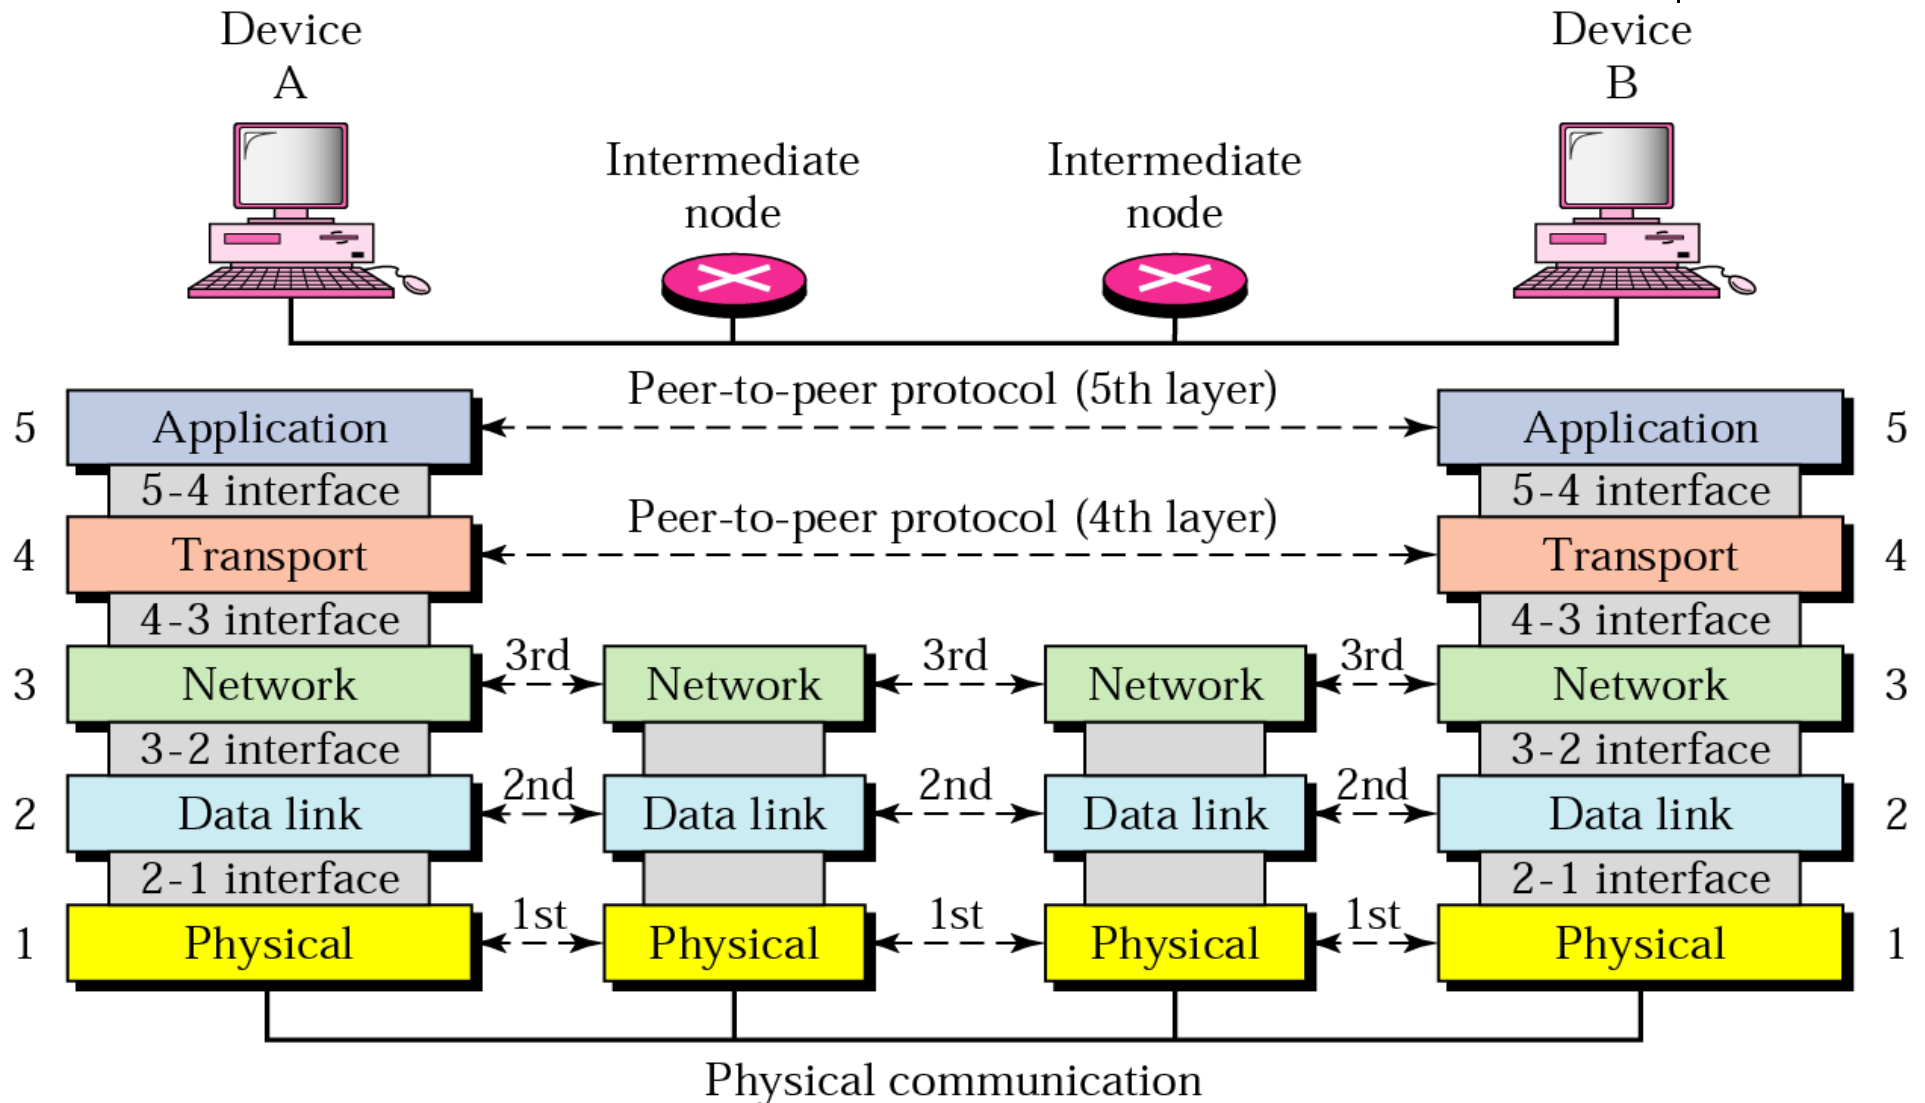 Device
A
Device
B
Intermediate
node
Intermediate
node
Peer-to-peer protocol (5th layer)
5 Application Application 5
5-4 interface 5-4 interface
Peer-to-peer protocol (4th layer)
4 Transport Transport 4
4-3 interface 4-3 interface
3rd 3rd 3rd
3 Network Network Network Network 3
3-2 interface 3-2 interface
2nd 2nd 2nd
2 Data link Data link Data link Data link 2
2-1 interface 2-1 interface
1st 1st 1st
1 Physical Physical Physical Physical 1
Physical communication